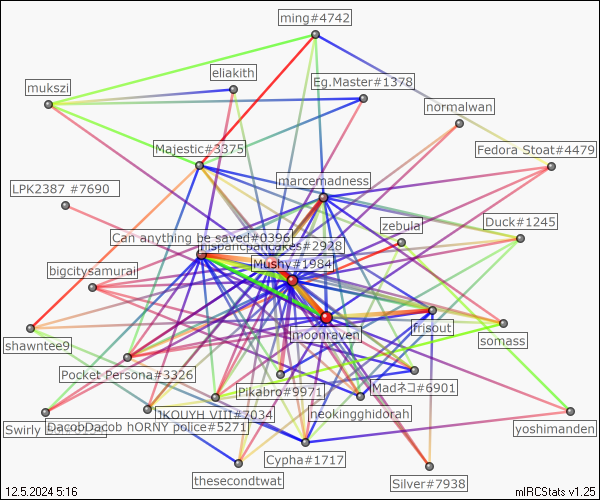 ming#4742
eliakith
Eg.Master#1378
mukszi
normalwan
Majestic#3375
Fedora Stoat#4479
marcemadness
LPK2387 #7690
zebula
Duck#1245
Can anything be saved#0396
hispanicpancakes#2928
Mushy#1984
bigcitysamurai
moonraven
frisout
somass
shawntee9
Pocket Persona#3326
Pikabro#9971
Madネコ#6901
IKOUYH VIII#7034
neokingghidorah
Swirly
DacobDacob hORNY police#5271
yoshimanden
Cypha#1717
thesecondtwat
Silver#7938
12.5.2024 5:16
mIRCStats v1.25